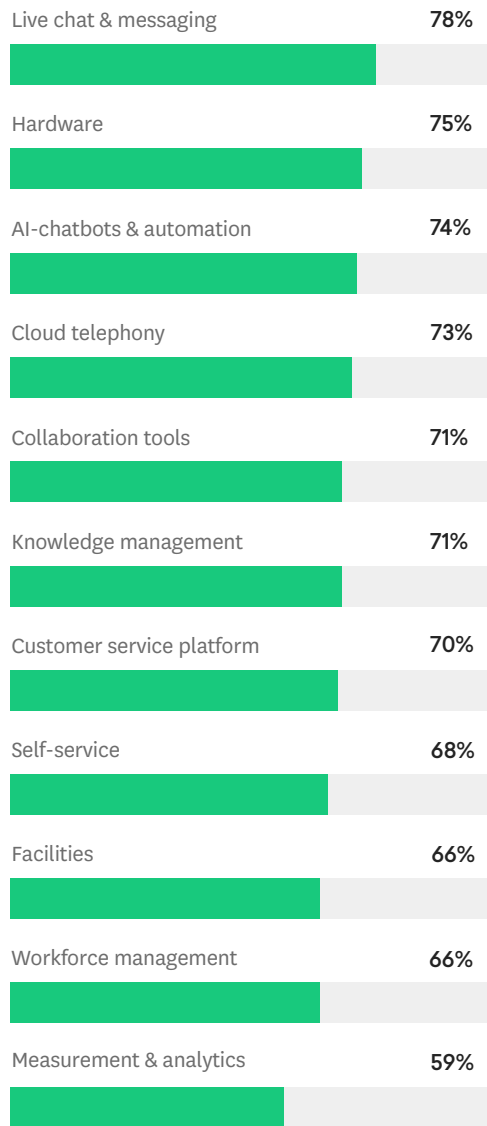 Live chat & messaging 78%
Hardware 75%
AI-chatbots & automation 74%
Cloud telephony 73%
Collaboration tools 71%
Knowledge management 71%
Customer service platform 70%
Self-service 68%
Facilities 66%
Workforce management 66%
Measurement & analytics 59%